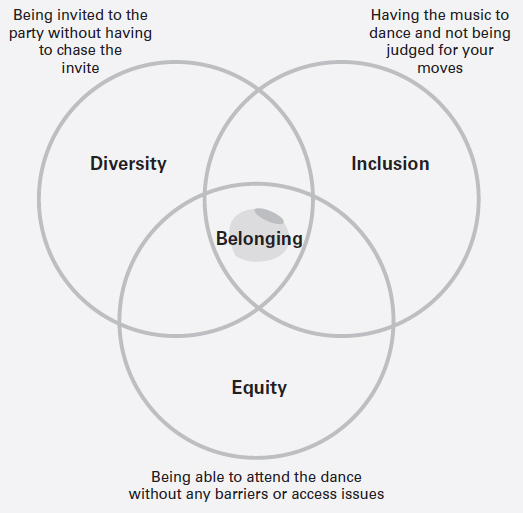 Being invited to the
party without having
to chase the
invite
Having the music to
dance and not being
judged for your
moves
Diversity
Inclusion
Belonging
Equity
Being able to attend the dance
without any barriers or access issues